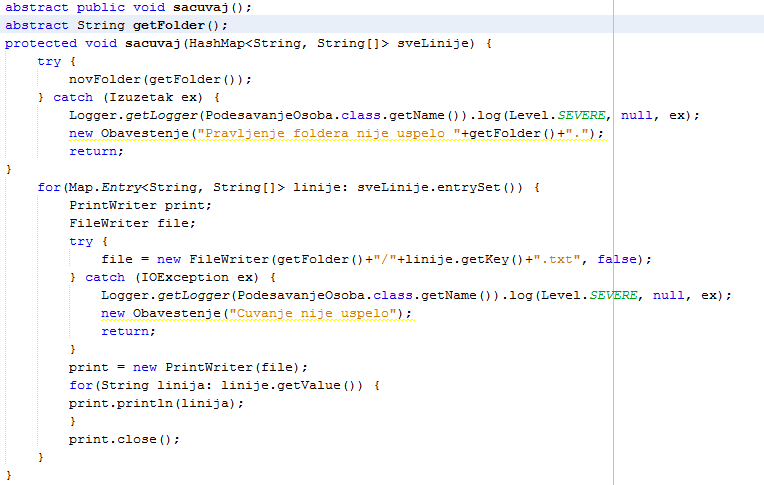 abstract public void sacuvaj();
abstract String getFolder();
protected void sacuvaj(HashMap<String, String[]> sveLinije) {
    try {
        novFolder(getFolder());
    } catch (Izuzetak ex) {
        Logger.getLogger(PodesavanjeOsoba.class.getName()).log(Level.SEVERE, null, ex);
        new Obavestenje("Pravljenje foldera nije uspelo "+getFolder()+".");
        return;
}
    for(Map.Entry<String, String[]> linije: sveLinije.entrySet()) {
        PrintWriter print;
        FileWriter file;
        try {
            file = new FileWriter(getFolder()+"/"+linije.getKey()+".txt", false);
        } catch (IOException ex) {
            Logger.getLogger(PodesavanjeOsoba.class.getName()).log(Level.SEVERE, null, ex);
            new Obavestenje("Cuvanje nije uspelo");
            return;
        }
        print = new PrintWriter(file);
        for(String linija: linije.getValue()) {
        print.println(linija);
        }
        print.close();
    }
}